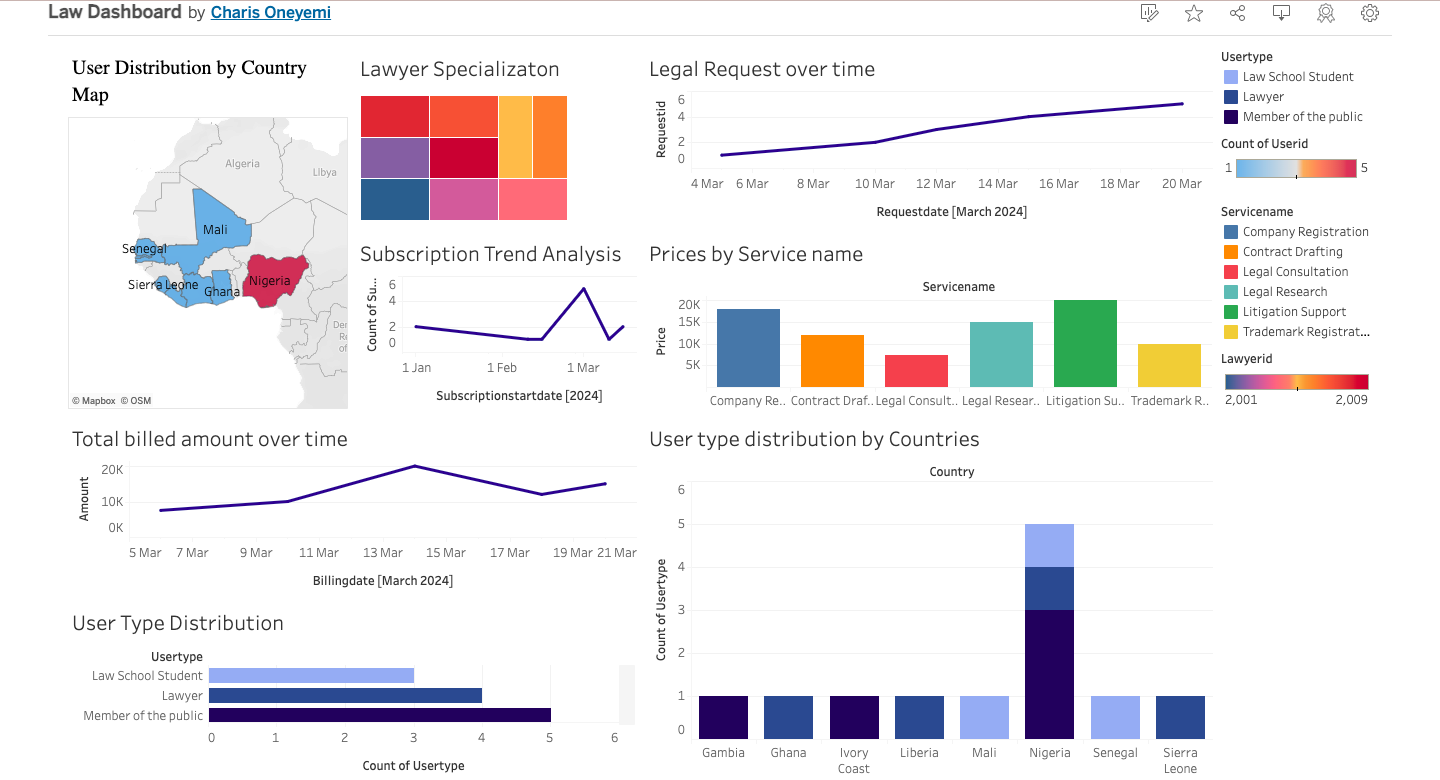 Law Dashboard by Charis Oneyemi
User Distribution by Country
Map
Algeria
Libya
Mali
Senegal
Sierra Leone
Ghana
Nigeria
© Mapbox © OSM
Lawyer Specializaton
Subscription Trend Analysis
Count of Su...
6
4
2
0
1 Jan
1 Feb
1 Mar
Subscriptionstartdate [2024]
Legal Request over time
Requestid
6
4
2
0
4 Mar
6 Mar
8 Mar
10 Mar
12 Mar
14 Mar
16 Mar
18 Mar
20 Mar
Requestdate [March 2024]
Prices by Service name
Servicename
Price
20K
15K
10K
5K
Company Re..
Contract Draf..
Legal Consult..
Legal Resear..
Litigation Su..
Trademark R..
Usertype
Law School Student
Lawyer
Member of the public
Count of Userid
1
5
Servicename
Company Registration
Contract Drafting
Legal Consultation
Legal Research
Litigation Support
Trademark Registrat...
Lawyerid
2,001
2,009
Total billed amount over time
Amount
20K
10K
0K
5 Mar
7 Mar
9 Mar
11 Mar
13 Mar
15 Mar
17 Mar
19 Mar
21 Mar
Billingdate [March 2024]
User Type Distribution
Usertype
Law School Student
Lawyer
Member of the public
0
1
2
3
4
5
6
Count of Usertype
User type distribution by Countries
Country
Count of Usertype
6
5
4
3
2
1
0
Gambia
Ghana
Ivory
Coast
Liberia
Mali
Nigeria
Senegal
Sierra
Leone